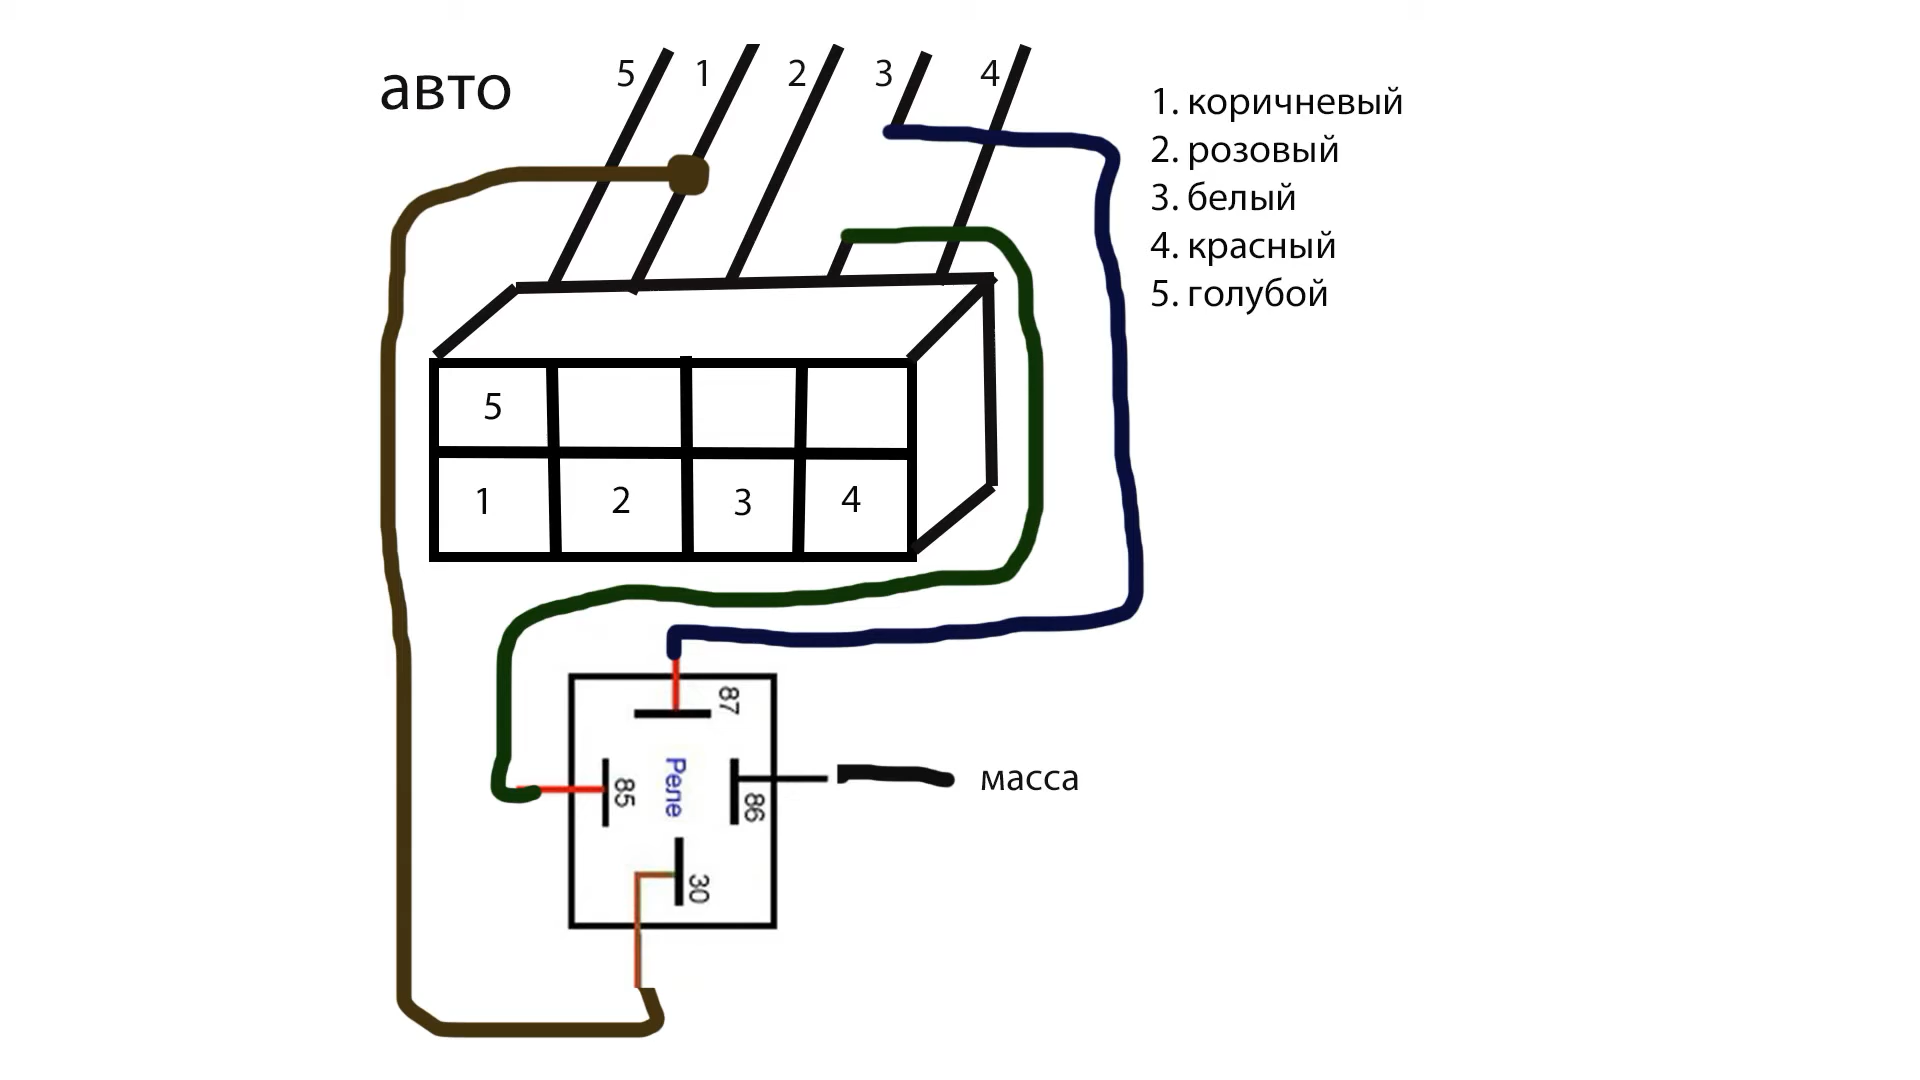 авто
5 1 2 3 4
1. коричневый
2. розовый
3. белый
4. красный
5. голубой
5
1 2 3 4
87
85 Реле 86
масса
30